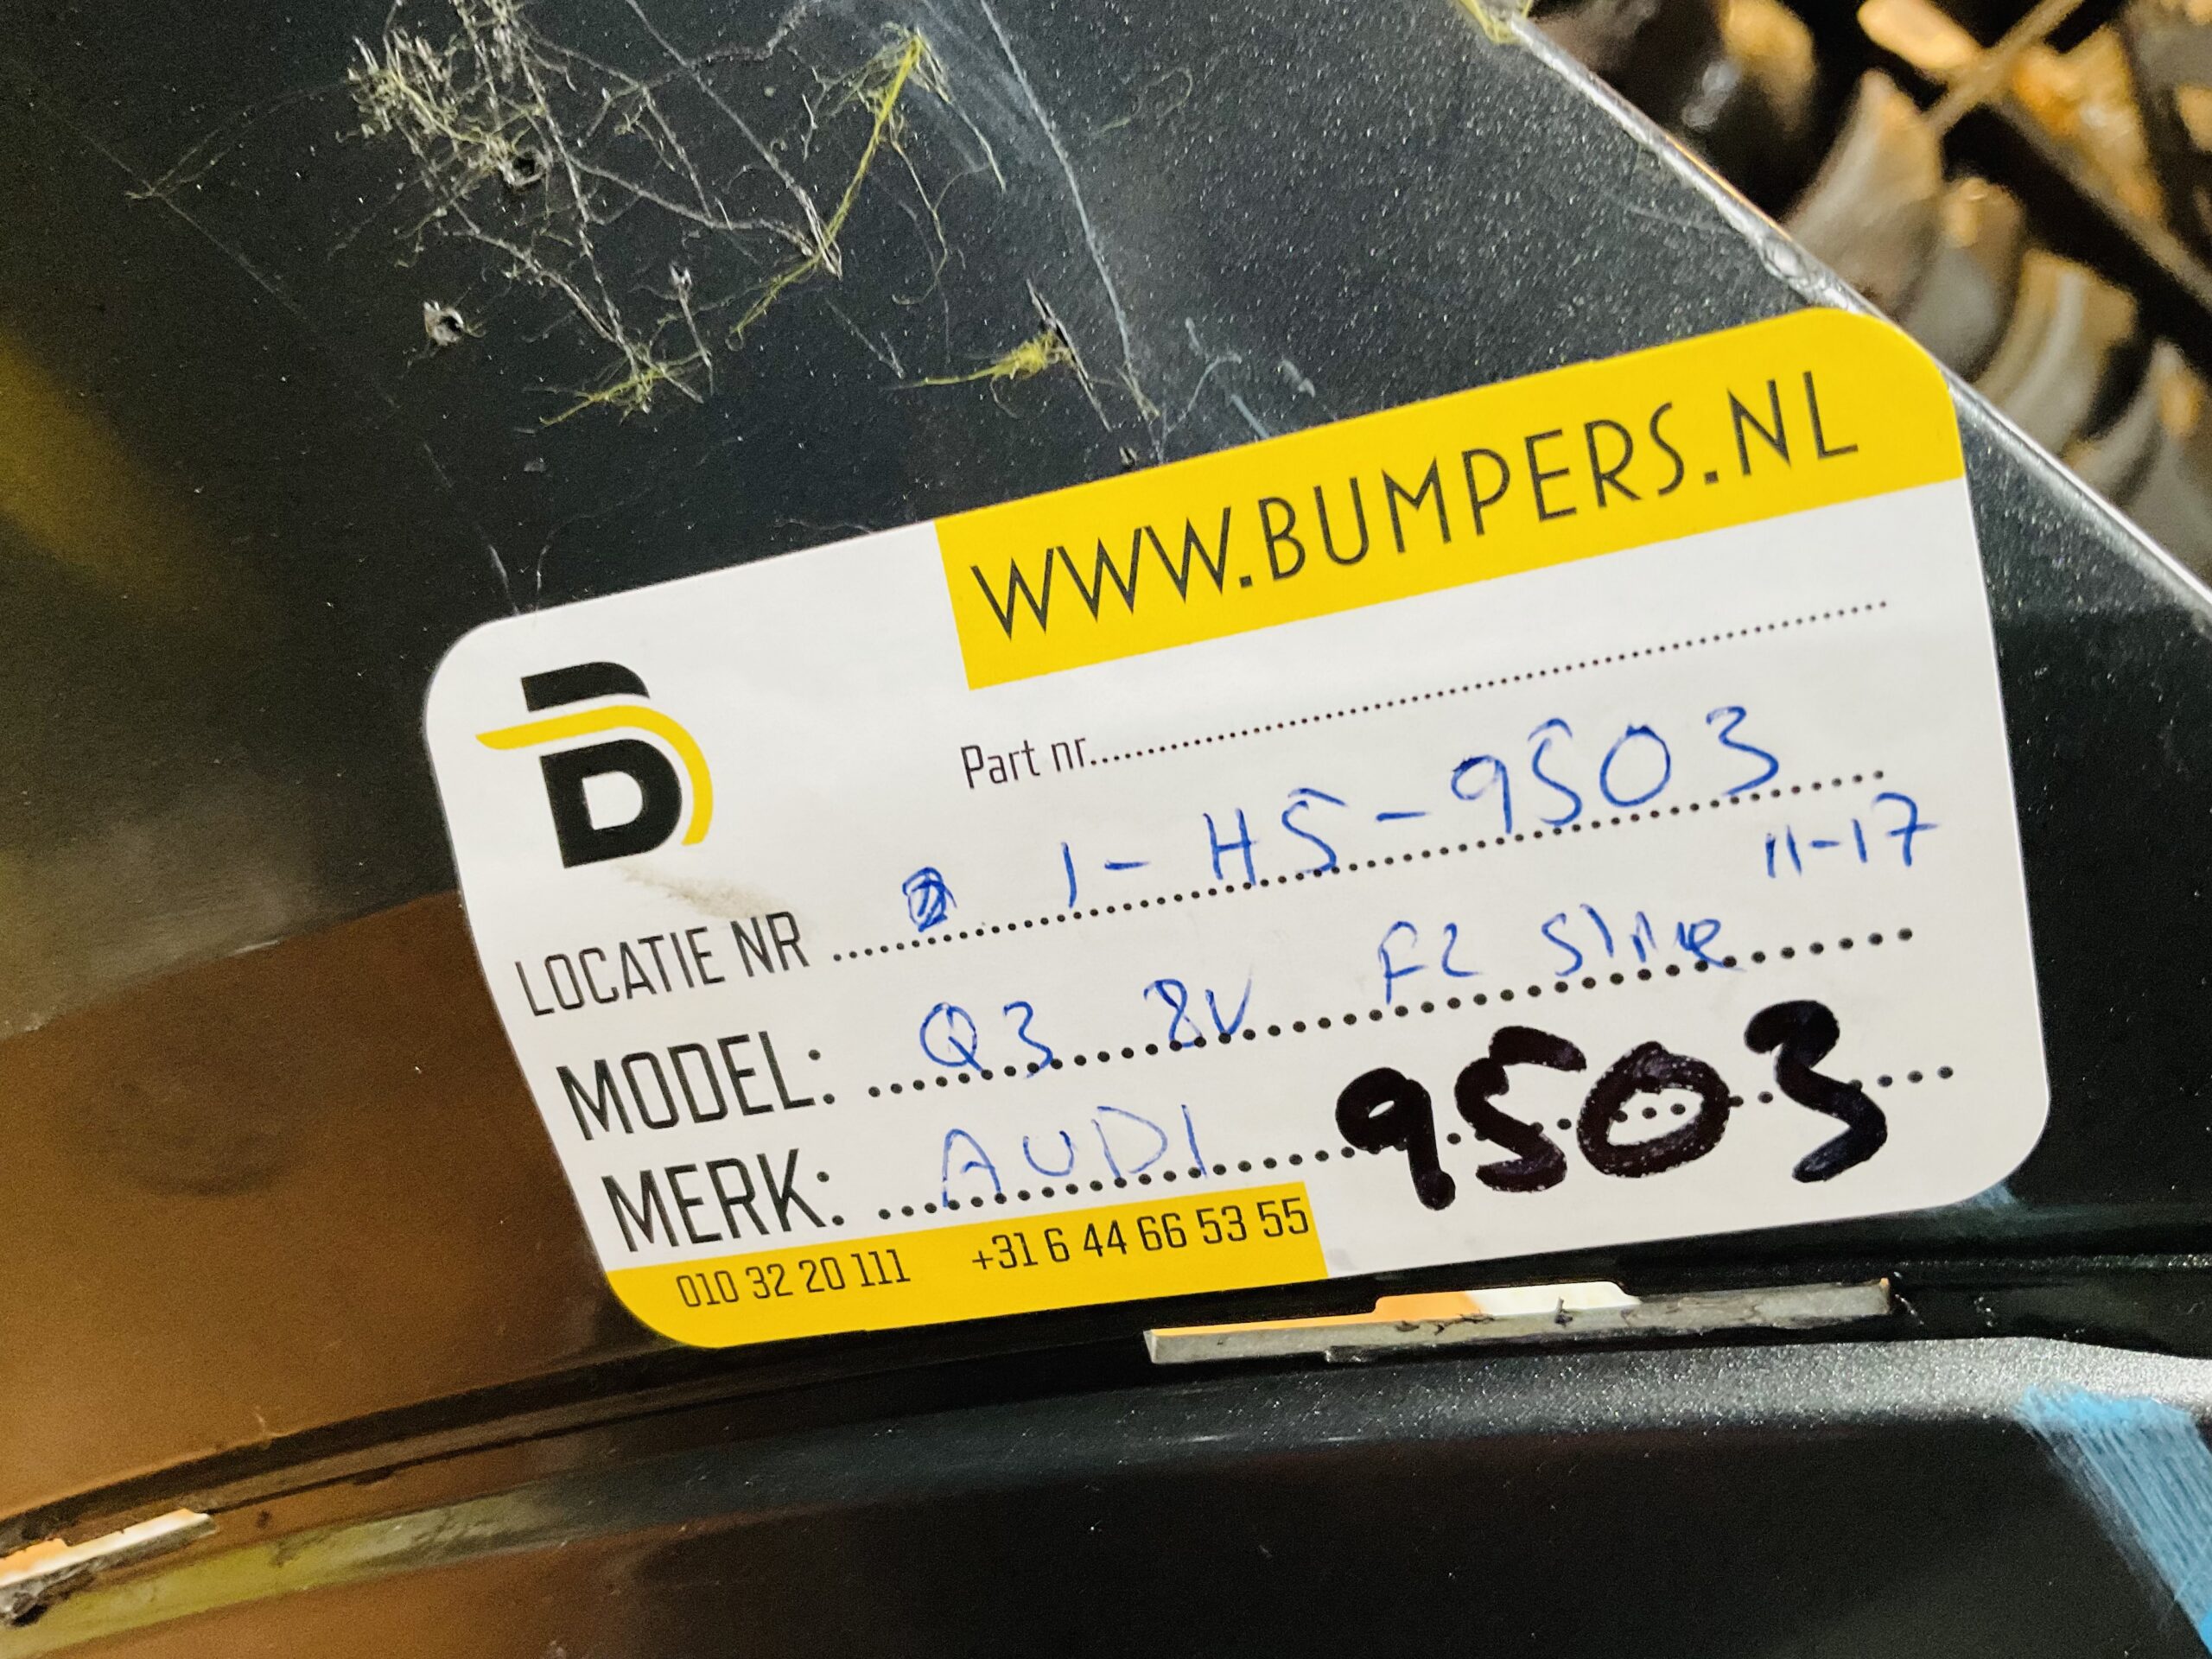 WWW.BUMPERS.NL
Part nr
LOCATIE NR 1-HS-9503
11-17
MODEL: Q3 8V F2 Sline
MERK: AUDI 9503
010 32 20 111 +31 6 44 66 53 55